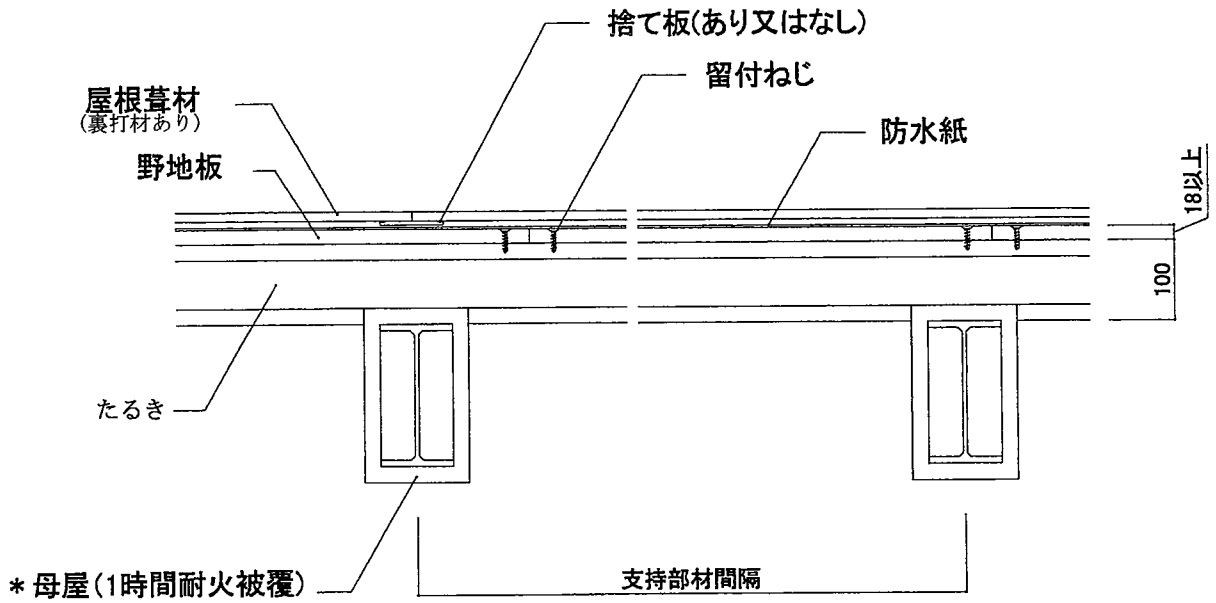 捨て板(あり又はなし)
留付ねじ
屋根葺材
(裏打材あり)
防水紙
野地板
18以上
100
たるき
*母屋(1時間耐火被覆)
支持部材間隔